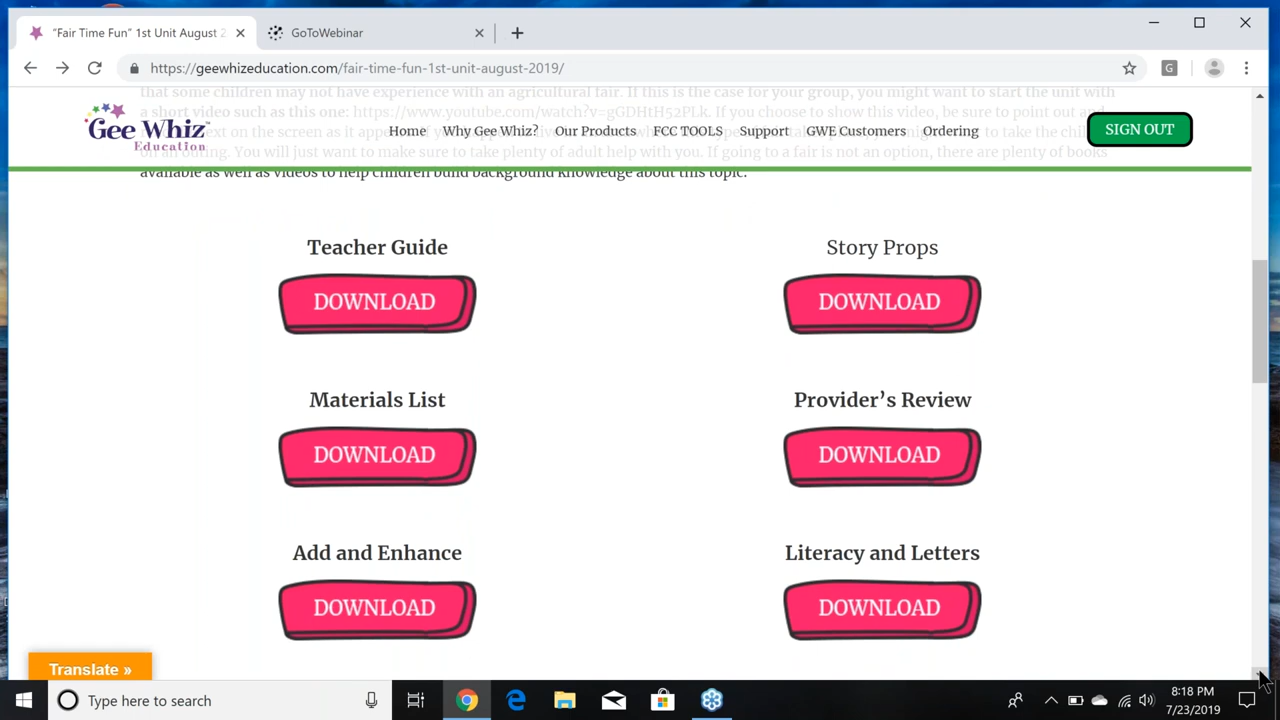 "Fair Time Fun" 1st Unit August 2
GoToWebinar
https://geewhizeducation.com/fair-time-fun-1st-unit-august-2019/
G
that some children may not have experience with an agricultural fair. If this is the case for your group, you might want to start the unit with
a short video such as this one: https://www.youtube.com/watch?v=gGDHtH52PLk. If you choose to show this video, be sure to point out and
Gee Whiz
Education
Home Why Gee Whiz? Our Products FCC TOOLS Support GWE Customers Ordering
SIGN OUT
on an outing. You will just want to make sure to take plenty of adult help with you. If going to a fair is not an option, there are plenty of books
available as well as videos to help children build background knowledge about this topic.
Teacher Guide
Story Props
DOWNLOAD
DOWNLOAD
Materials List
Provider's Review
DOWNLOAD
DOWNLOAD
Add and Enhance
Literacy and Letters
DOWNLOAD
DOWNLOAD
Translate »
Type here to search
8:18 PM
7/23/2019